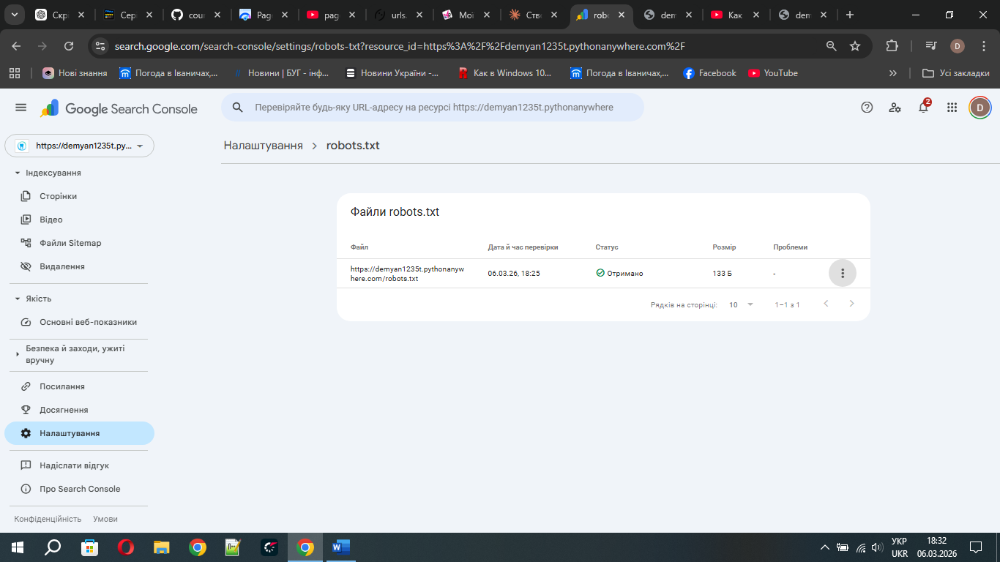 Скри
Сері
cour
Page
pag
urls.
Мої
Ство
robo
dem
Как
dem
search.google.com/search-console/settings/robots-txt?resource_id=https%3A%2F%2Fdemyan1235t.pythonanywhere.com%2F
D
Нові знання
Погода в Іваничах,...
Новини | БУГ - інф...
Новини України -...
Как в Windows 10...
Погода в Іваничах,...
Facebook
YouTube
Усі закладки
Google Search Console
Перевіряйте будь-яку URL-адресу на ресурсі https://demyan1235t.pythonanywhere
2
D
https://demyan1235t.py...
Індексування
Сторінки
Відео
Файли Sitemap
Видалення
Якість
Основні веб-показники
Безпека й заходи, ужиті
вручну
Посилання
Досягнення
Налаштування
Надіслати відгук
Про Search Console
Конфіденційність Умови
Налаштування > robots.txt
Файли robots.txt
Файл Дата й час перевірки Статус Розмір Проблеми
https://demyan1235t.pythonanyw
here.com/robots.txt
06.03.26, 18:25 Отримано 133 Б -
Рядків на сторінці: 10 1–1 з 1
УКР
UKR
18:32
06.03.2026